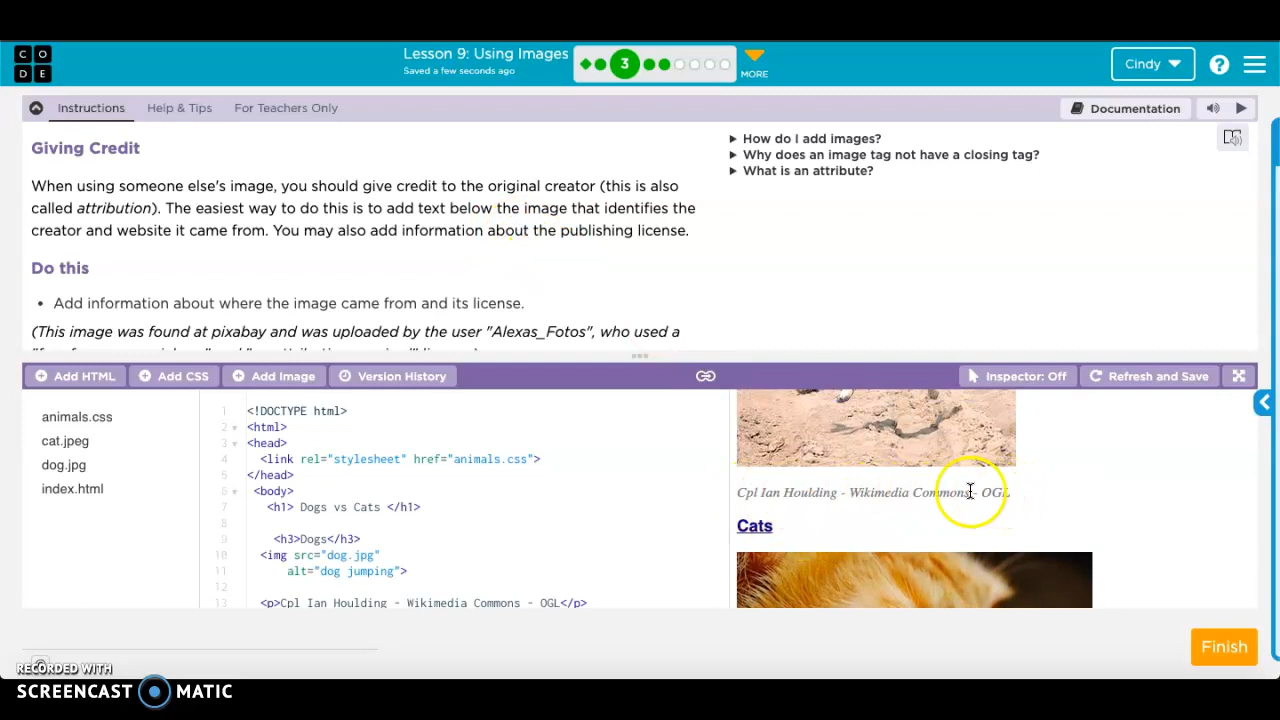 CODE
Lesson 9: Using Images
Saved a few seconds ago
3
MORE
Cindy
?
Instructions
Help & Tips
For Teachers Only
Documentation
Giving Credit
When using someone else's image, you should give credit to the original creator (this is also
called attribution). The easiest way to do this is to add text below the image that identifies the
creator and website it came from. You may also add information about the publishing license.
Do this
• Add information about where the image came from and its license.
(This image was found at pixabay and was uploaded by the user "Alexas_Fotos", who used a
How do I add images?
Why does an image tag not have a closing tag?
What is an attribute?
Add HTML
Add CSS
Add Image
Version History
Inspector: Off
Refresh and Save
animals.css
cat.jpeg
dog.jpg
index.html
1 <!DOCTYPE html>
2 <html>
3 <head>
4 <link rel="stylesheet" href="animals.css">
5 </head>
6 <body>
7 <h1> Dogs vs Cats </h1>
8
9 <h3>Dogs</h3>
10 <img src="dog.jpg"
11 alt="dog jumping">
12
13 <p>Cpl Ian Houlding - Wikimedia Commons - OGL</p>
Cpl Ian Houlding - Wikimedia Commons - OGL
Cats
Finish
RECORDED WITH
SCREENCAST MATIC